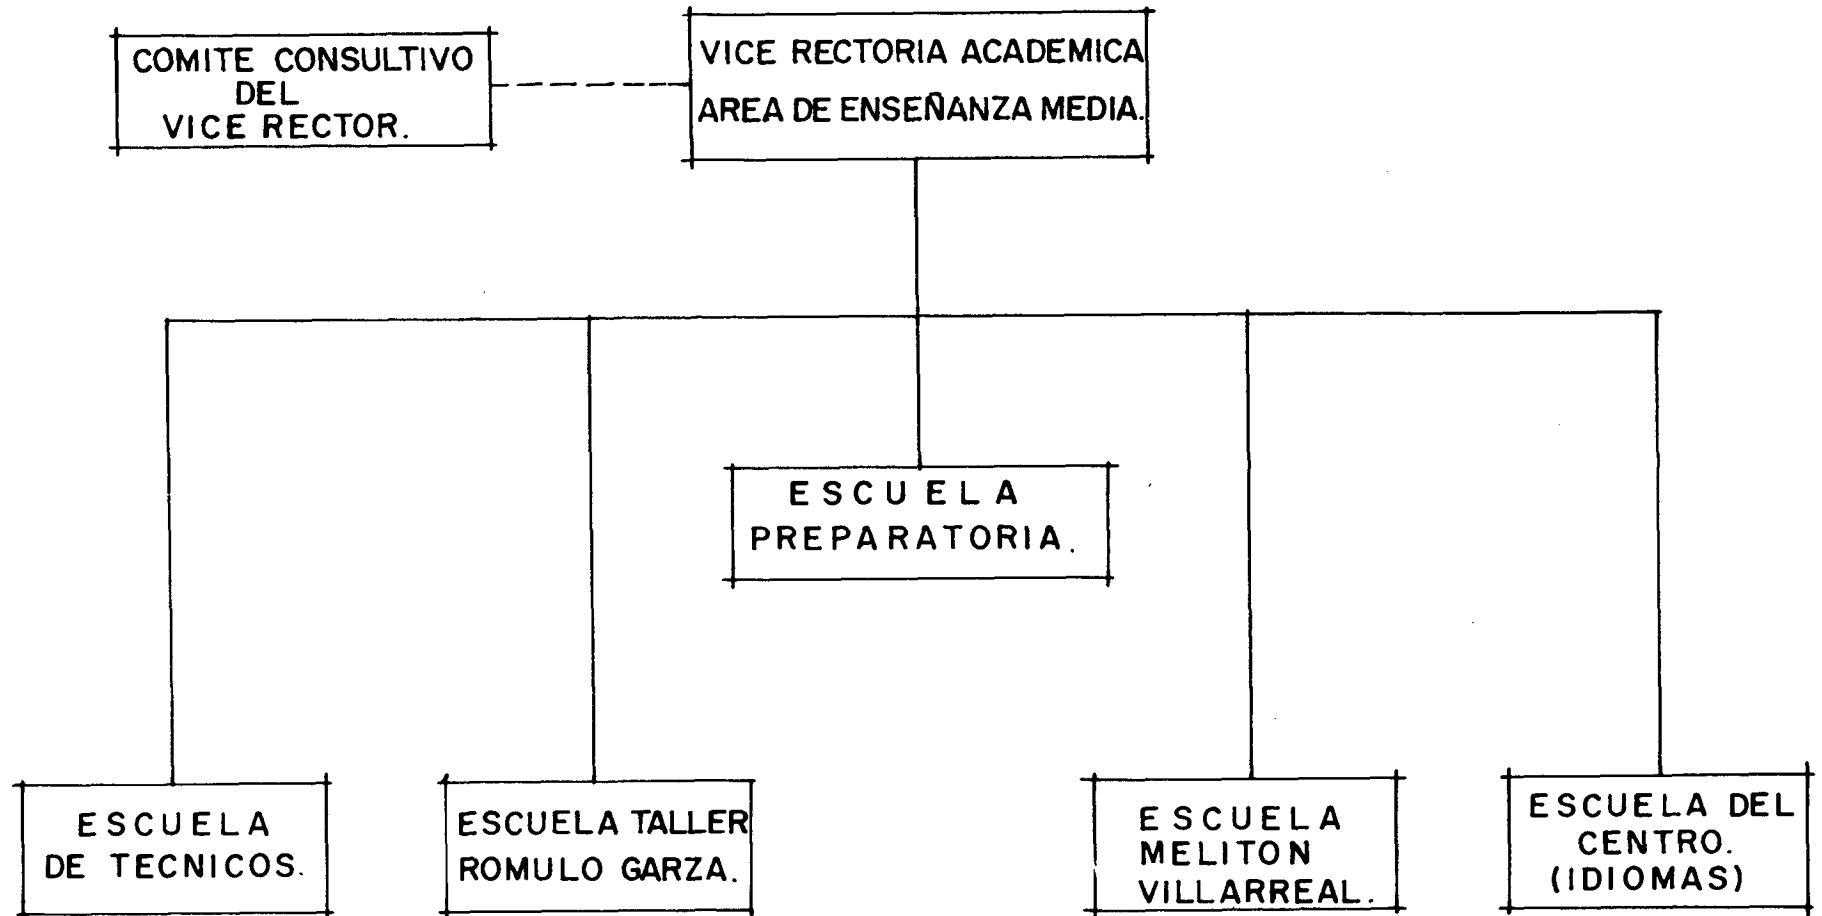 COMITE CONSULTIVO
DEL
VICE RECTOR.
VICE RECTORIA ACADEMICA
AREA DE ENSEÑANZA MEDIA.
ESCUELA
PREPARATORIA.
ESCUELA
DE TECNICOS.
ESCUELA TALLER
ROMULO GARZA.
ESCUELA
MELITON
VILLARREAL.
ESCUELA DEL
CENTRO.
(IDIOMAS)